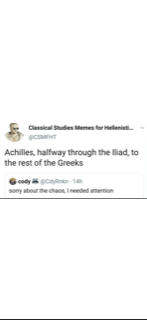 Classical Studies Memes for Hellenisti...
@CSMFHT
Achilles, halfway through the Iliad, to
the rest of the Greeks
cody
14h
sorry about the chaos, I needed attention